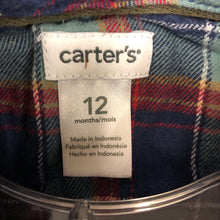 carter's®
12
months/mois
Made in Indonesia
Fabriqué en Indonésie
Hecho en Indonesia